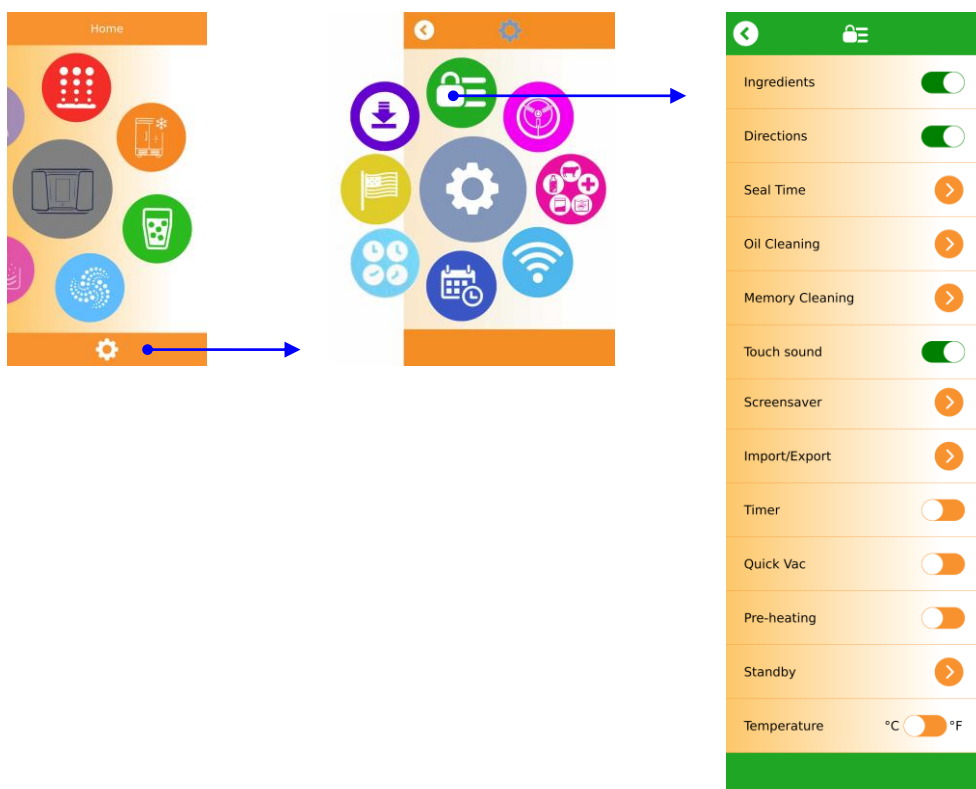 Home
Ingredients
Directions
Seal Time
Oil Cleaning
Memory Cleaning
Touch sound
Screensaver
Import/Export
Timer
Quick Vac
Pre-heating
Standby
Temperature °C °F